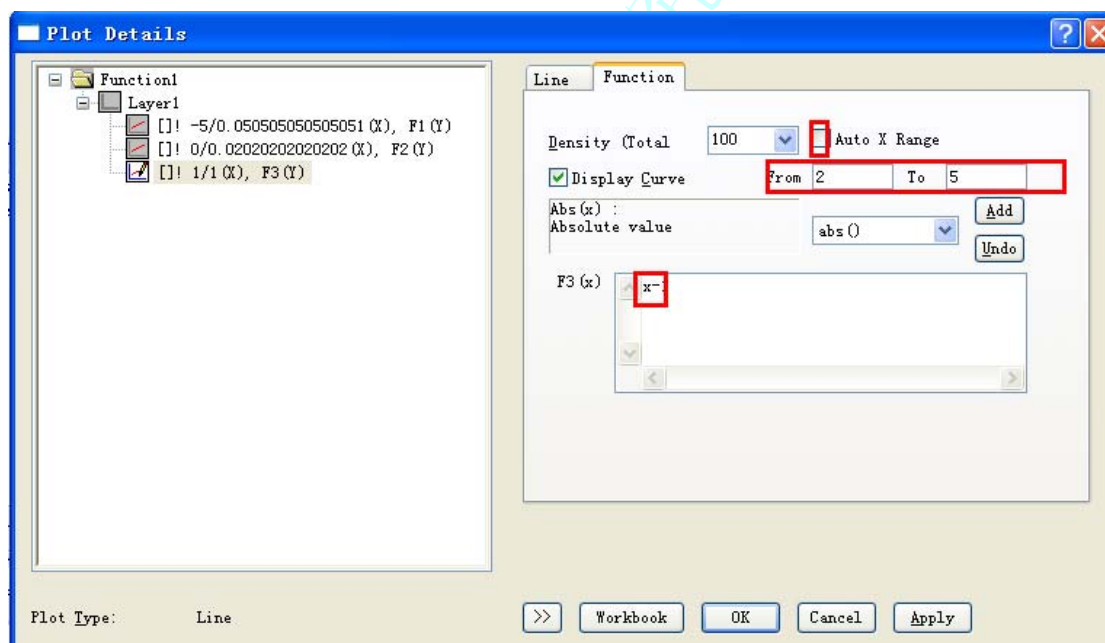 Plot Details
Function1
Layer1
[]! -5/0.050505050505051(X), F1(Y)
[]! 0/0.02020202020202(X), F2(Y)
[]! 1/1(X), F3(Y)
Line Function
Density (Total 100 Auto X Range
Display Curve From 2 To 5
Abs(x) :
Absolute value
abs()
Add
Undo
F3(x)
Plot Type: Line
>> Workbook OK Cancel Apply